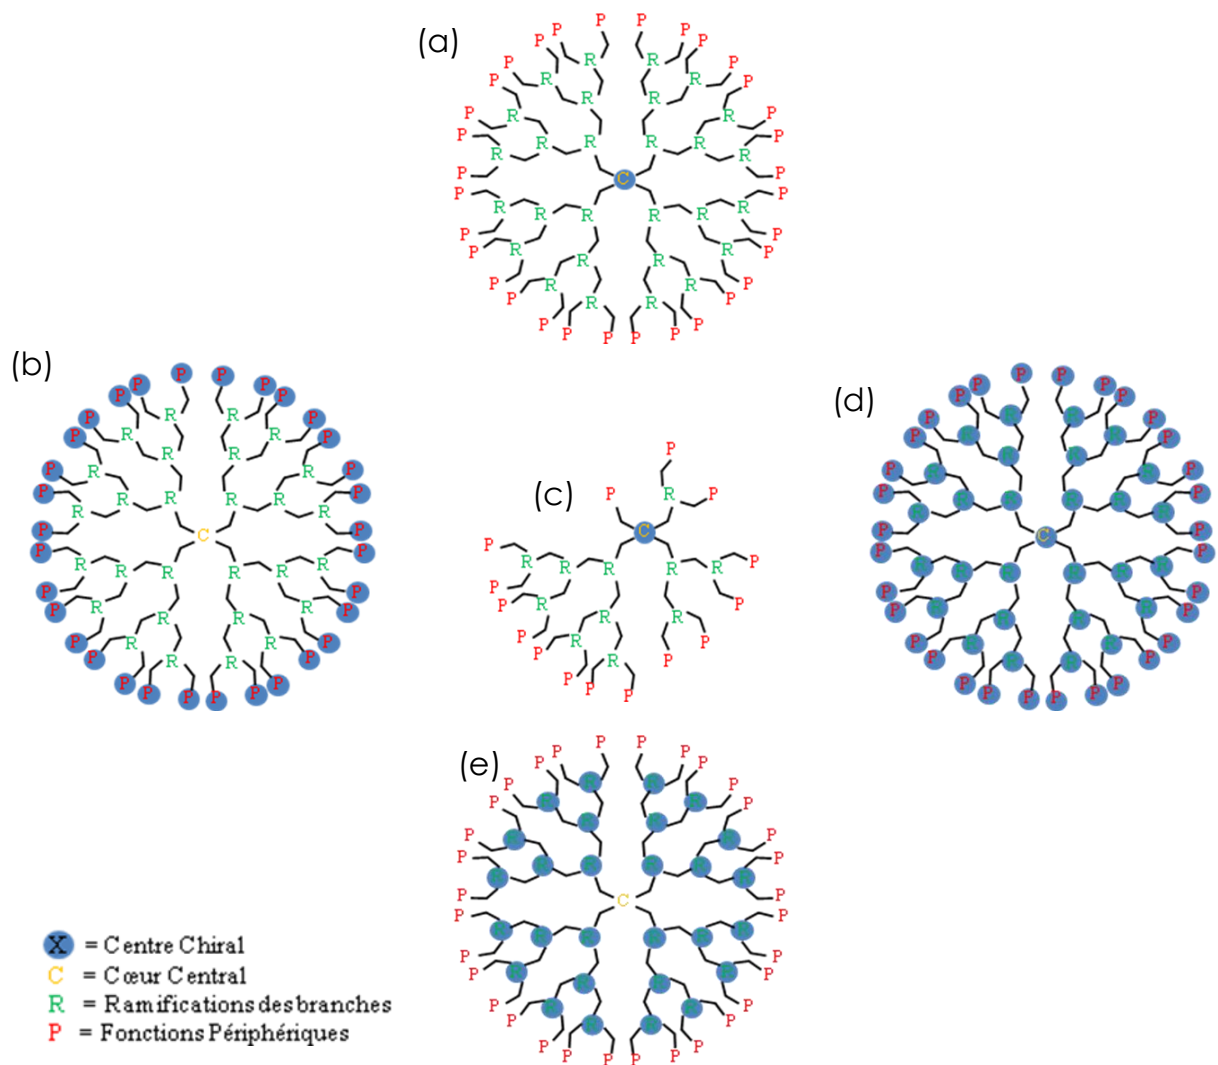 (a)
(b)
(c)
(d)
(e)
X = Centre Chiral
C = Cœur Central
R = Ramifications des branches
P = Fonctions Périphériques